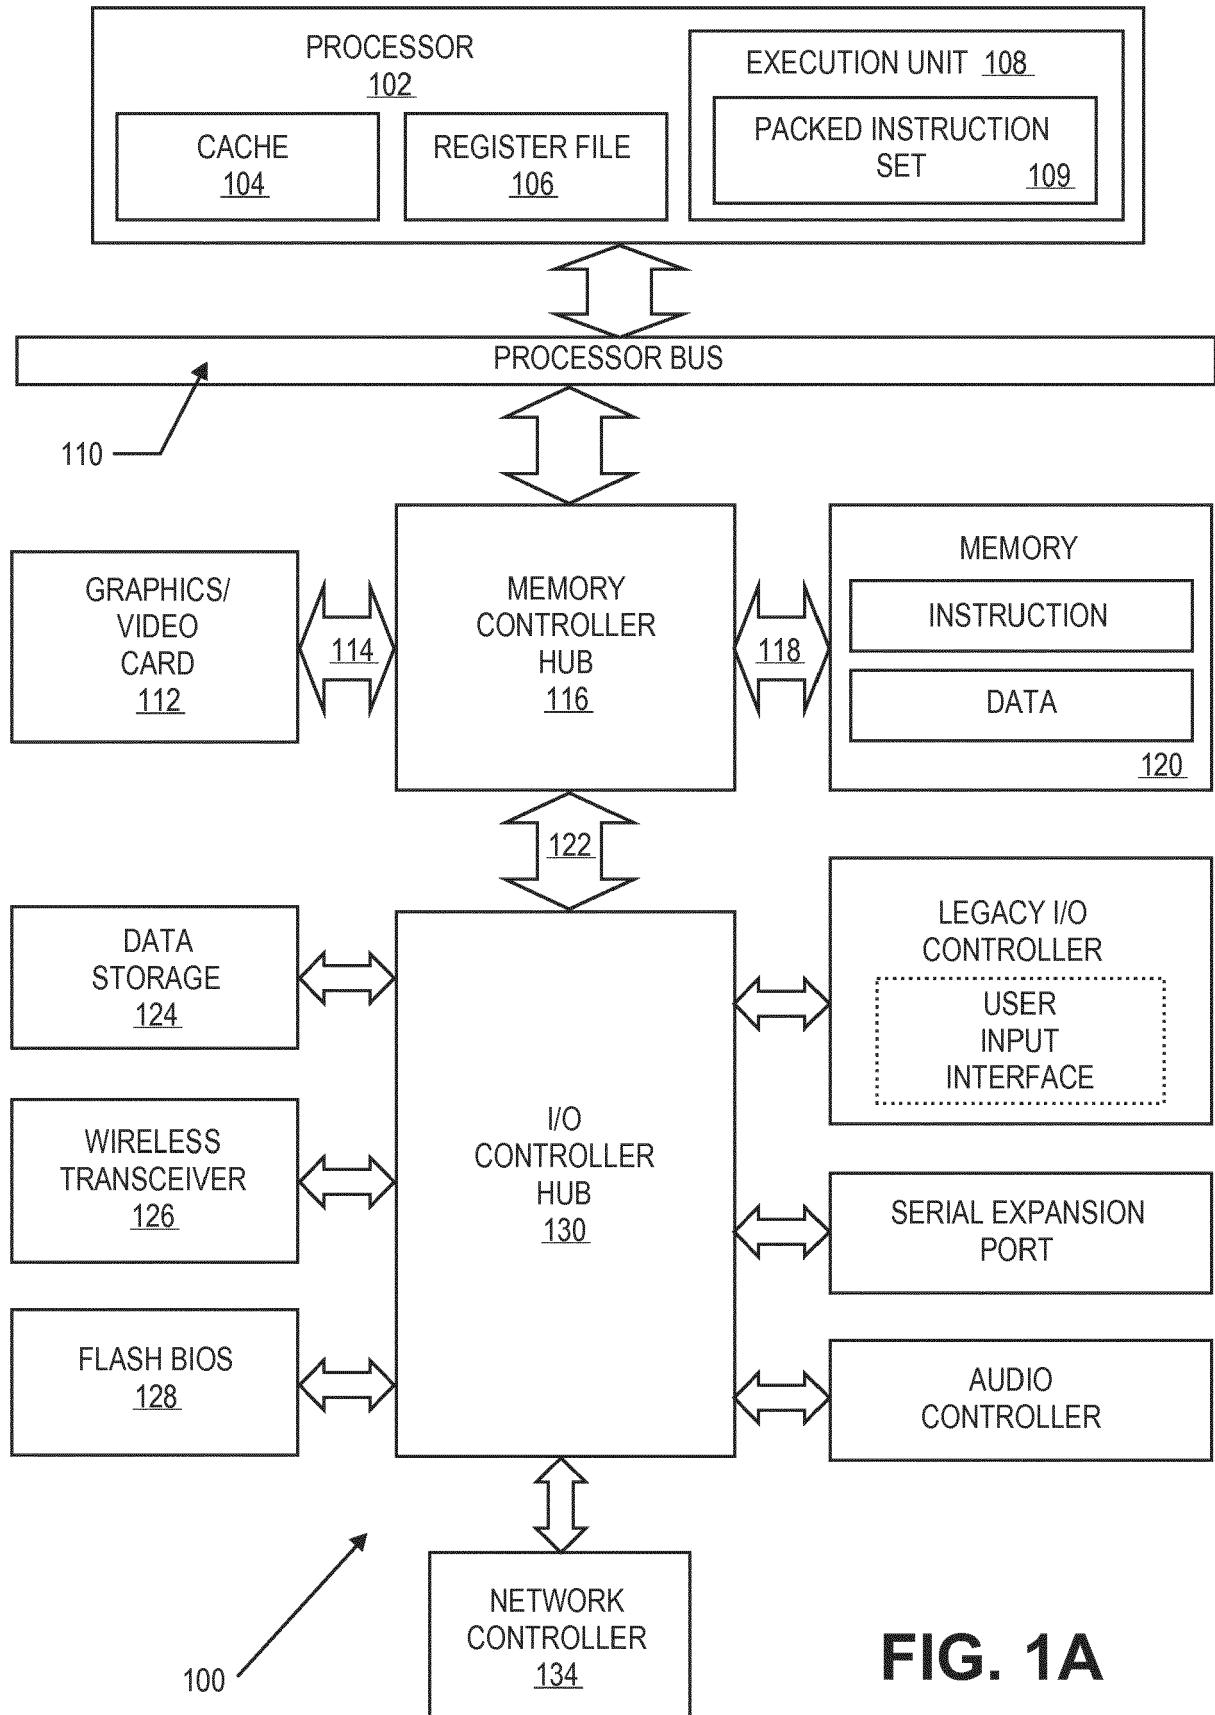 PROCESSOR
102
CACHE
104
REGISTER FILE
106
EXECUTION UNIT 108
PACKED INSTRUCTION
SET
109
PROCESSOR BUS
110
GRAPHICS/
VIDEO
CARD
112
114
MEMORY
CONTROLLER
HUB
116
118
MEMORY
INSTRUCTION
DATA
120
122
DATA
STORAGE
124
WIRELESS
TRANSCEIVER
126
FLASH BIOS
128
I/O
CONTROLLER
HUB
130
LEGACY I/O
CONTROLLER
USER
INPUT
INTERFACE
SERIAL EXPANSION
PORT
AUDIO
CONTROLLER
NETWORK
CONTROLLER
134
100
FIG. 1A